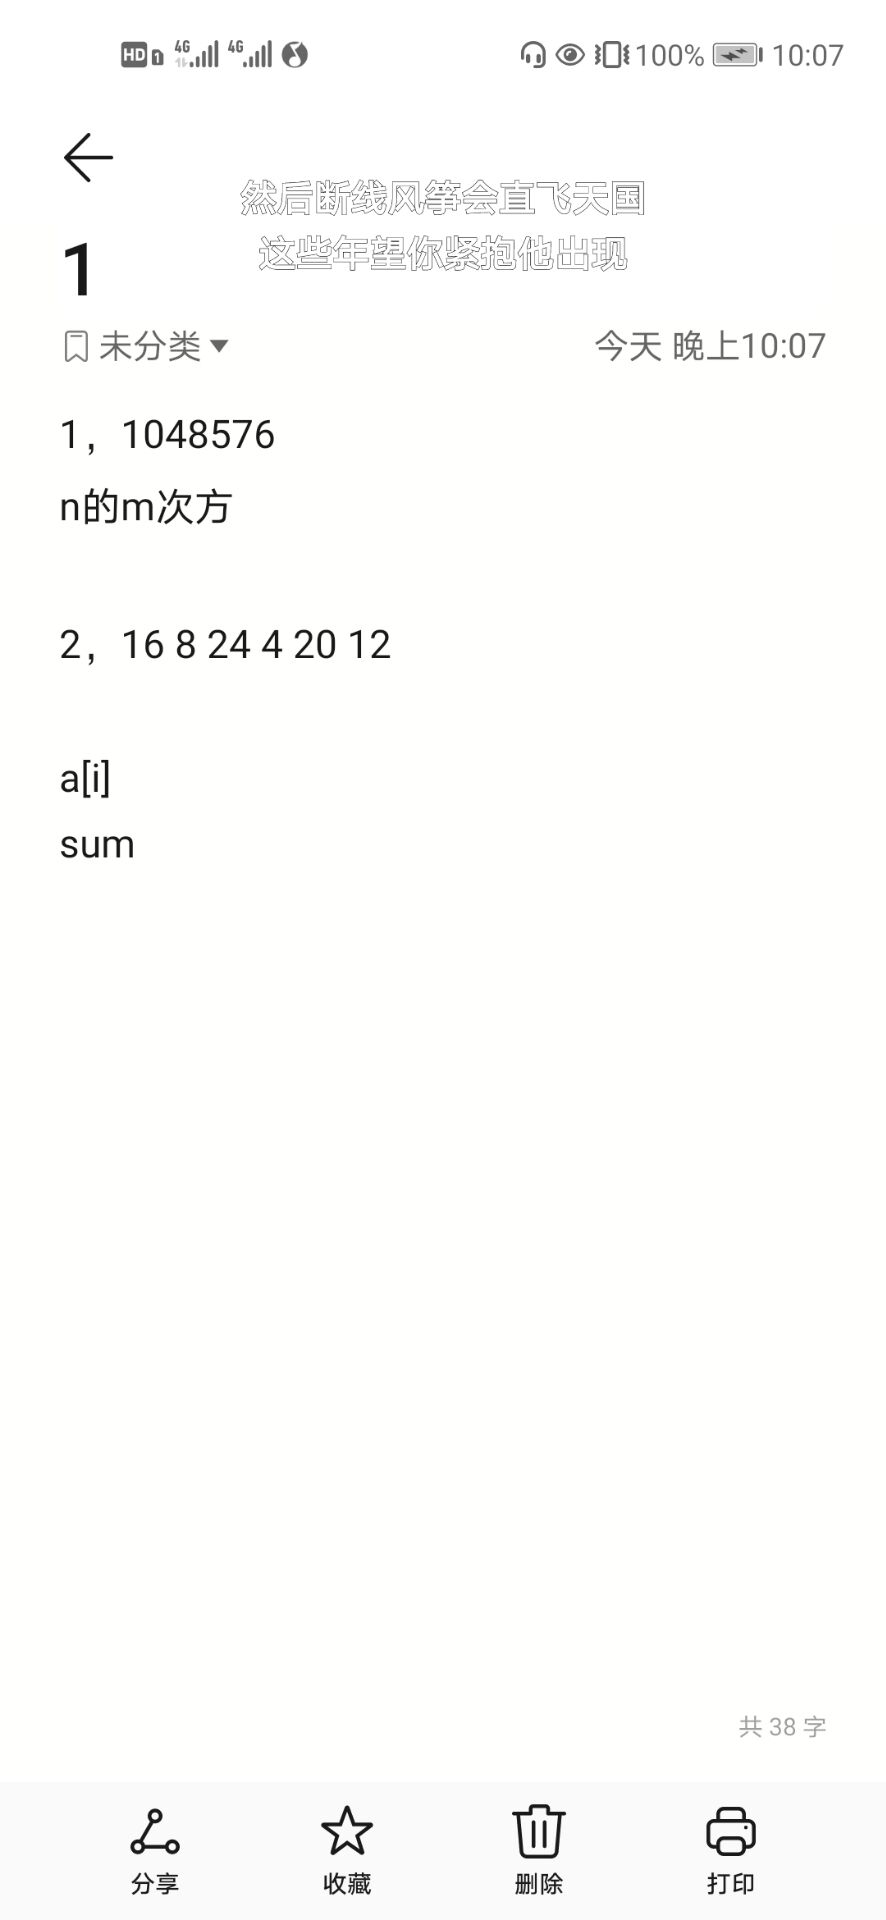 HD 1 4G 4G 100% 10:07
然后断线风筝会直飞天国
这些年望你紧抱他出现
1
未分类 今天 晚上10:07
1，1048576
n的m次方
2，16 8 24 4 20 12
a[i]
sum
共 38 字
分享 收藏 删除 打印